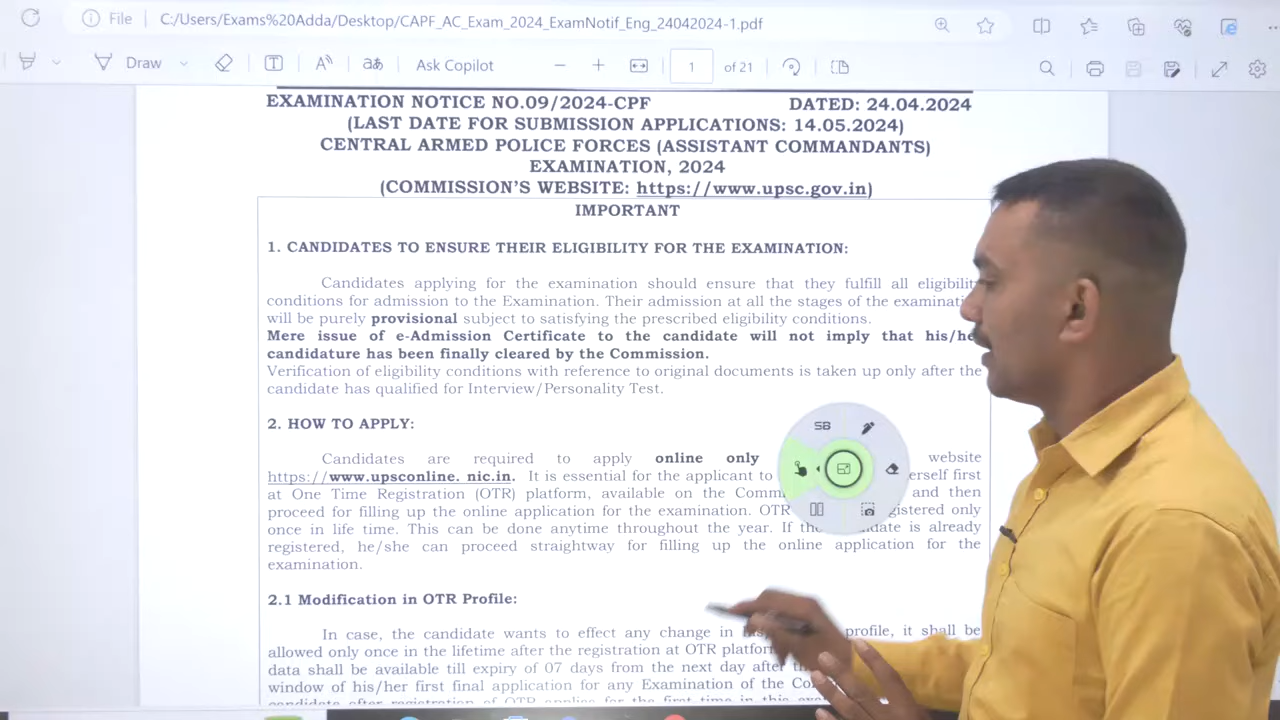 File C:/Users/Exams%20Adda/Desktop/CAPF_AC_Exam_2024_ExamNotif_Eng_24042024-1.pdf
Draw Ask Copilot 1 of 21
EXAMINATION NOTICE NO.09/2024-CPF DATED: 24.04.2024
(LAST DATE FOR SUBMISSION APPLICATIONS: 14.05.2024)
CENTRAL ARMED POLICE FORCES (ASSISTANT COMMANDANTS)
EXAMINATION, 2024
(COMMISSION'S WEBSITE: https://www.upsc.gov.in)
IMPORTANT
1. CANDIDATES TO ENSURE THEIR ELIGIBILITY FOR THE EXAMINATION:
Candidates applying for the examination should ensure that they fulfill all eligibility
conditions for admission to the Examination. Their admission at all the stages of the
will be purely provisional subject to satisfying the prescribed eligibility conditions.
Mere issue of e-Admission Certificate to the candidate will not imply that his/he
candidature has been finally cleared by the Commission.
Verification of eligibility conditions with reference to original documents is taken up only after the
candidate has qualified for Interview/Personality Test.
2. HOW TO APPLY:
Candidates are required to apply online only website
https://www.upsconline. nic.in. It is essential for the applicant to erself first
SB
at One Time Registration (OTR) platform, available on the Comm and then
proceed for filling up the online application for the examination. OTR gistered only
once in life time. This can be done anytime throughout the year. If date is already
registered, he/she can proceed straightway for filling up the online application for the
examination.
2.1 Modification in OTR Profile:
In case, the candidate wants to effect any change in profile, it shall be
allowed only once in the lifetime after the registration at OTR platfor
data shall be available till expiry of 07 days from the next day after
window of his/her first final application for any Examination of the Co
candidate after registration of OTR applies for the first time in this